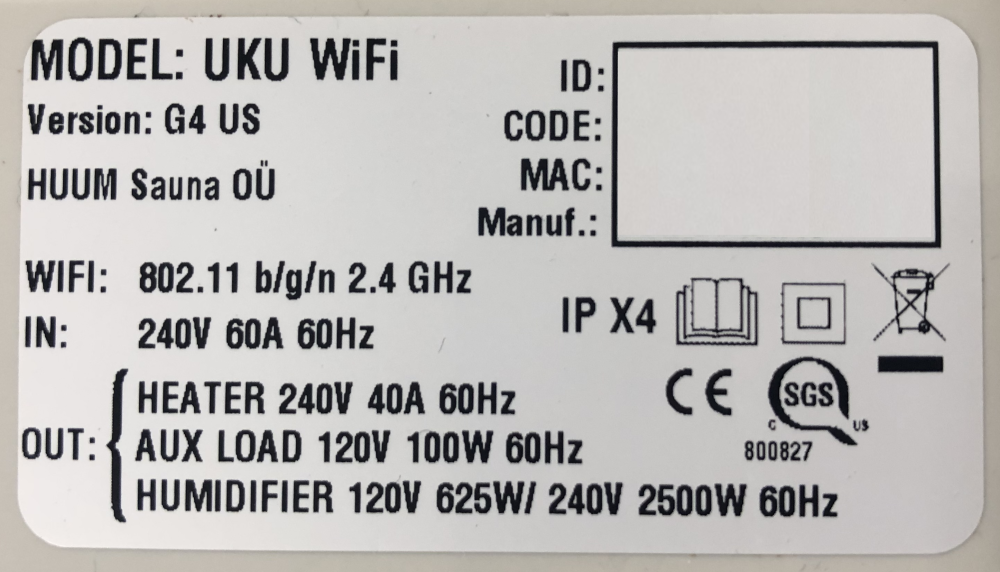 MODEL: UKU WiFi
Version: G4 US
HUUM Sauna OÜ
ID:
CODE:
MAC:
Manuf.:
WIFI: 802.11 b/g/n 2.4 GHz
IN: 240V 60A 60Hz
OUT:
HEATER 240V 40A 60Hz
AUX LOAD 120V 100W 60Hz
HUMIDIFIER 120V 625W/ 240V 2500W 60Hz
IP X4
CE
SGS
C US
800827